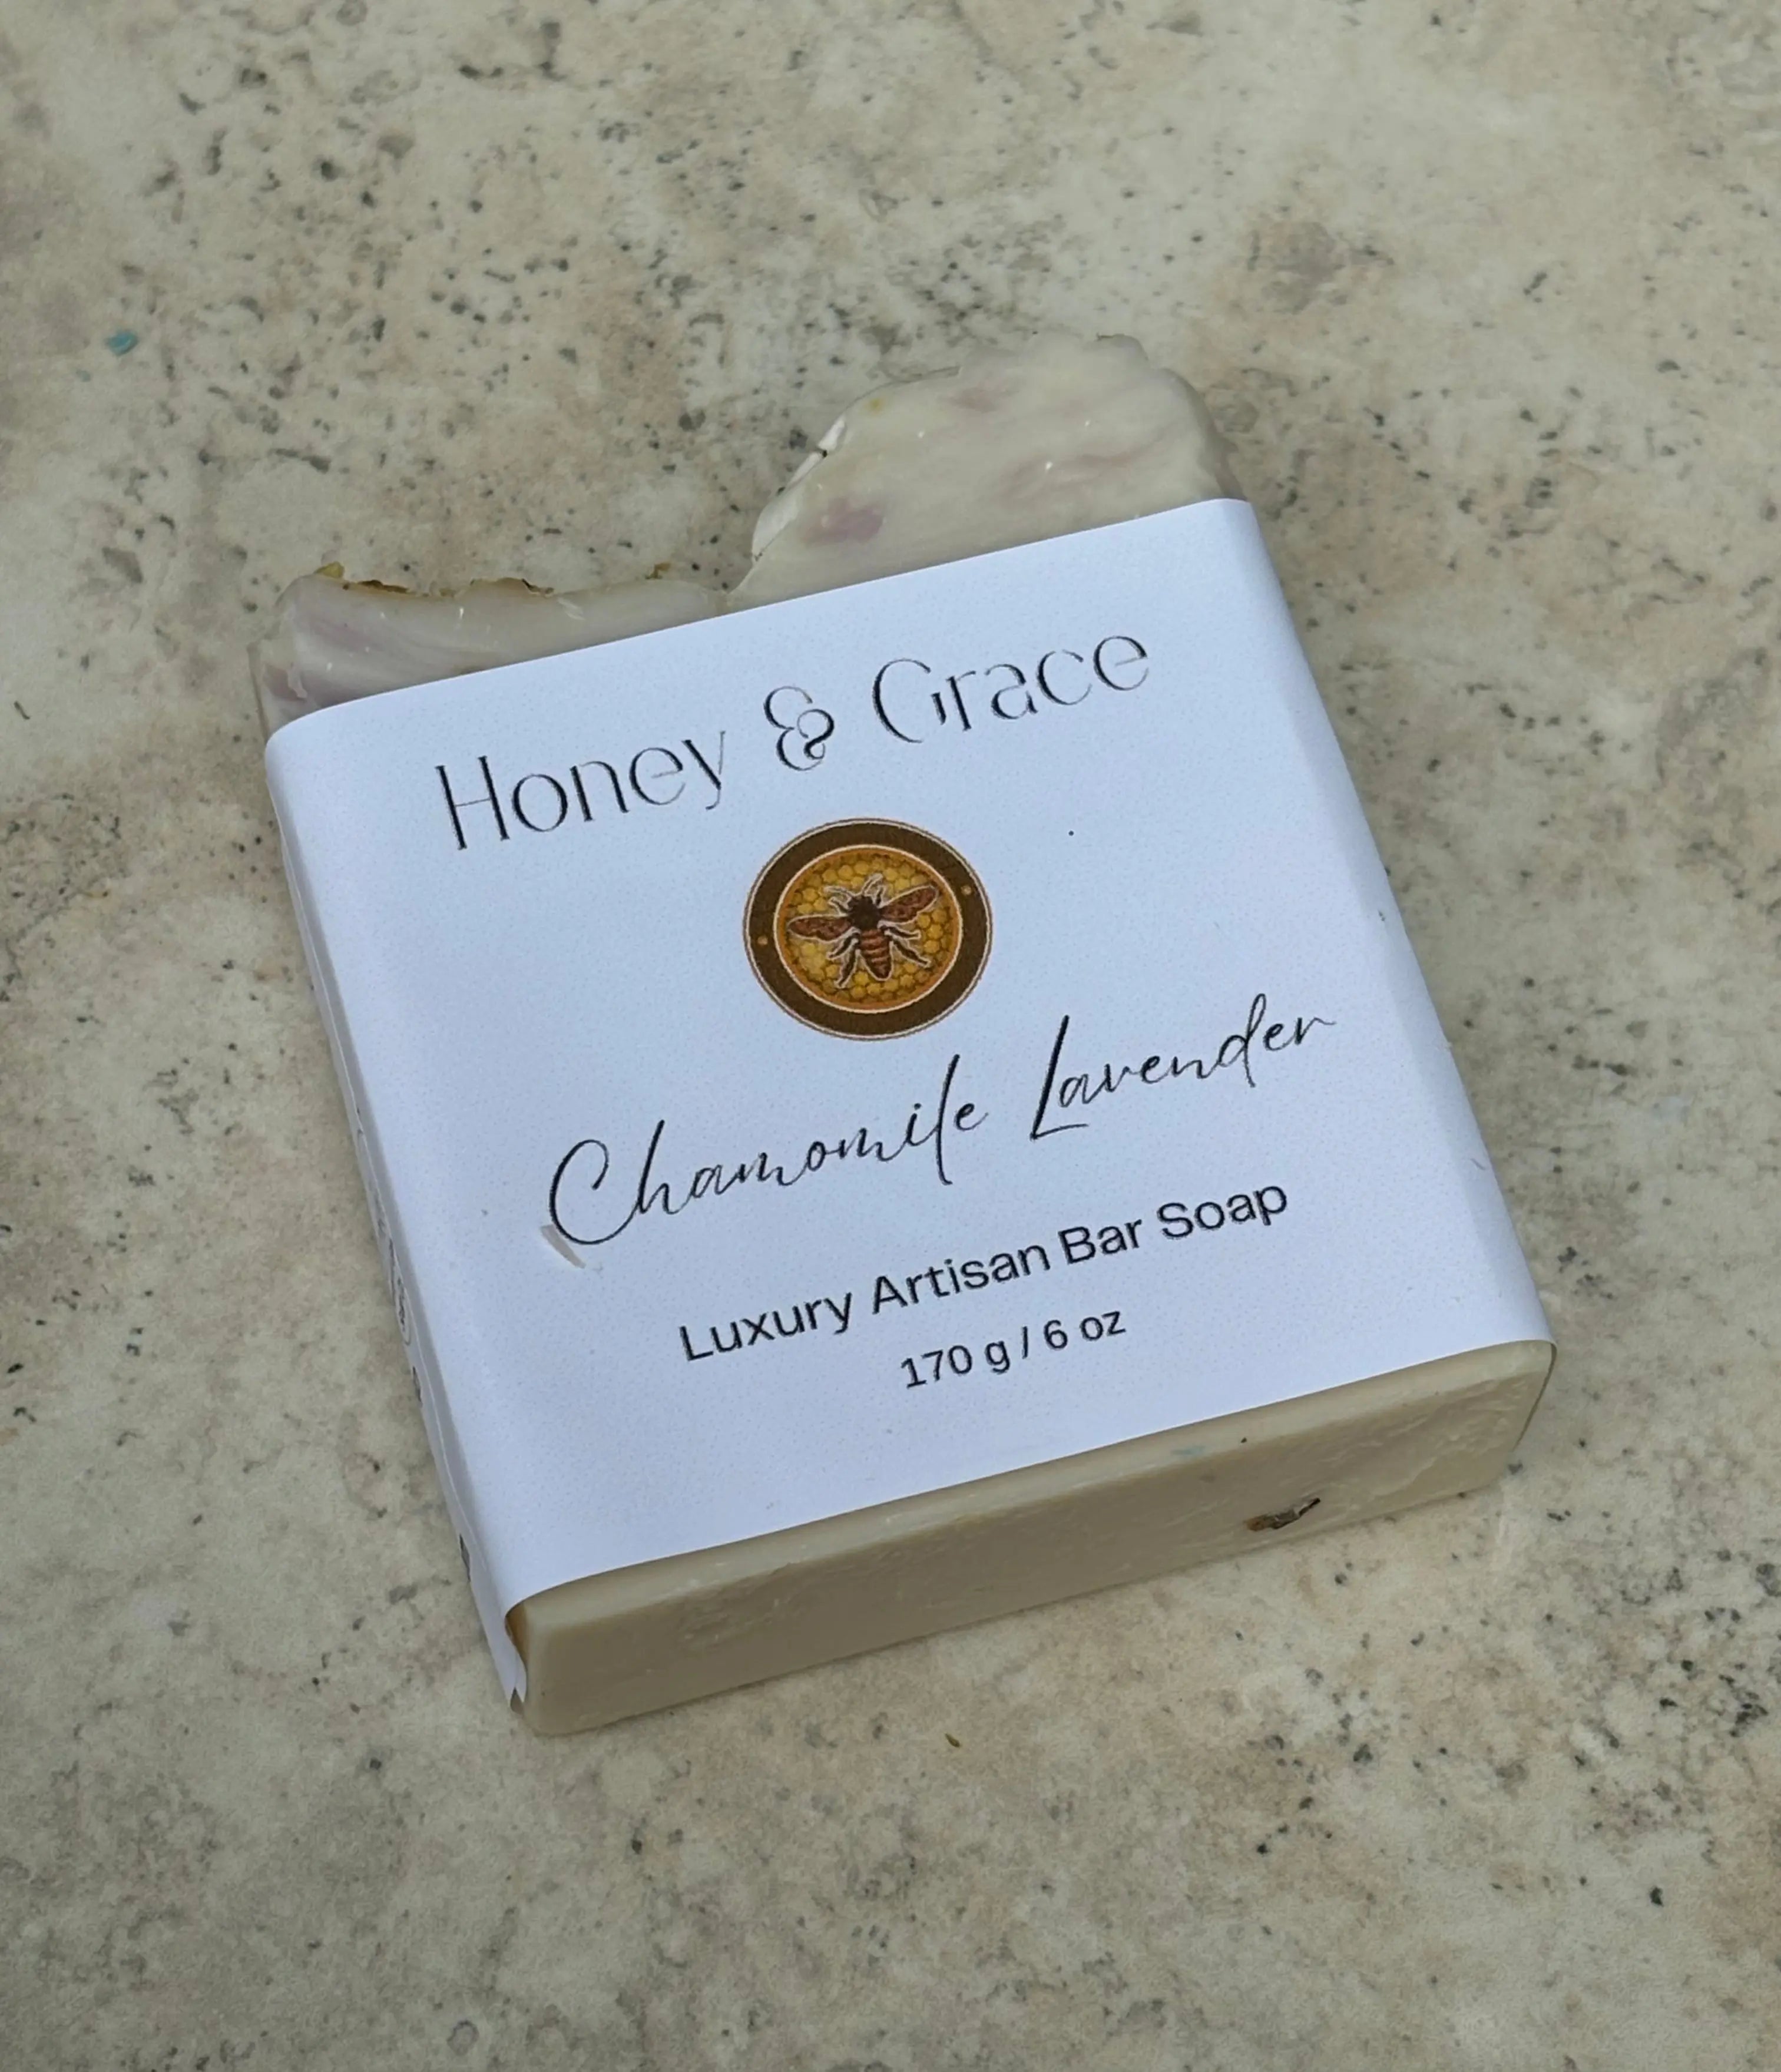 Honey & Grace
Chamomile Lavender
Luxury Artisan Bar Soap
170 g / 6 oz